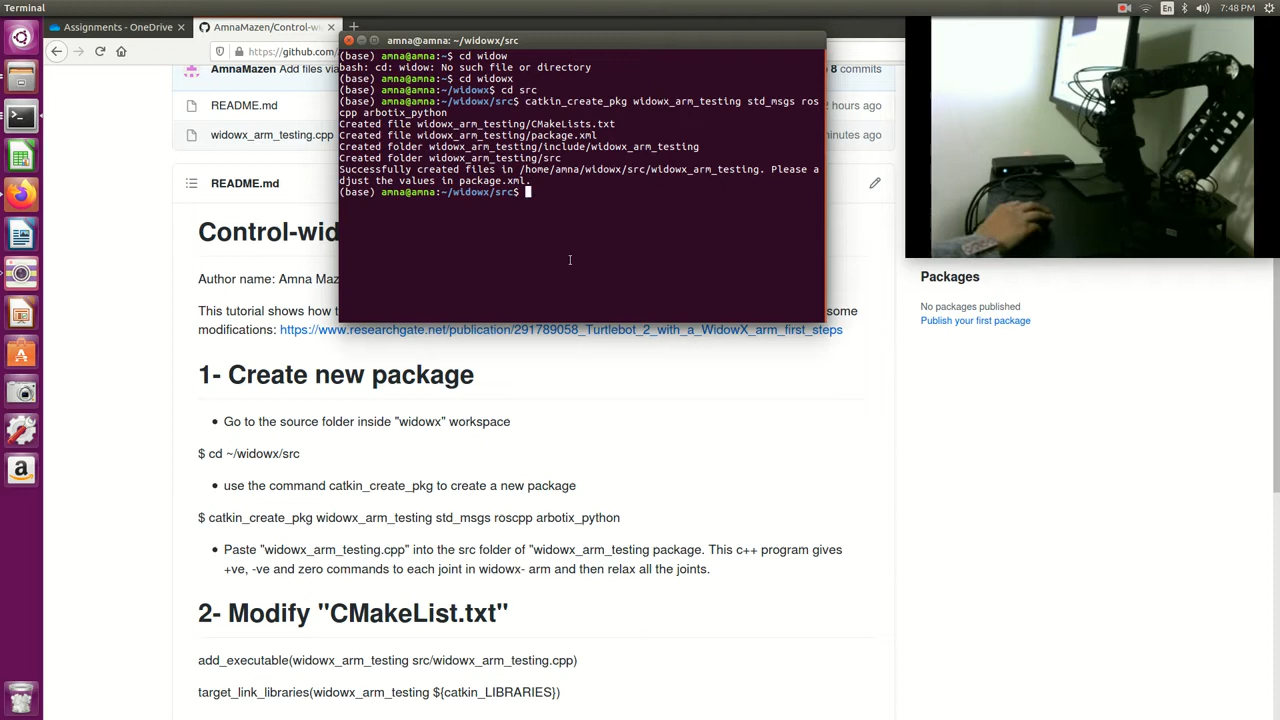 Terminal
En
7:48 PM
Assignments - OneDrive
AmnaMazen/Control-wi
https://github.com/
AmnaMazen Add files via
8 commits
README.md
2 hours ago
widowx_arm_testing.cpp
minutes ago
README.md
amna@amna: ~/widowx/src
(base) amna@amna:~$ cd widow
bash: cd: widow: No such file or directory
(base) amna@amna:~$ cd widowx
(base) amna@amna:~/widowx$ cd src
(base) amna@amna:~/widowx/src$ catkin_create_pkg widowx_arm_testing std_msgs ros
cpp arbotix_python
Created file widowx_arm_testing/CMakeLists.txt
Created file widowx_arm_testing/package.xml
Created folder widowx_arm_testing/include/widowx_arm_testing
Created folder widowx_arm_testing/src
Successfully created files in /home/amna/widowx/src/widowx_arm_testing. Please a
djust the values in package.xml.
(base) amna@amna:~/widowx/src$
Control-wid
Author name: Amna Maz
This tutorial shows how t
some
modifications: https://www.researchgate.net/publication/291789058_Turtlebot_2_with_a_WidowX_arm_first_steps
1- Create new package
Go to the source folder inside "widowx" workspace
$ cd ~/widowx/src
use the command catkin_create_pkg to create a new package
$ catkin_create_pkg widowx_arm_testing std_msgs roscpp arbotix_python
Paste "widowx_arm_testing.cpp" into the src folder of "widowx_arm_testing package. This c++ program gives
+ve, -ve and zero commands to each joint in widowx- arm and then relax all the joints.
2- Modify "CMakeList.txt"
add_executable(widowx_arm_testing src/widowx_arm_testing.cpp)
target_link_libraries(widowx_arm_testing ${catkin_LIBRARIES})
Packages
No packages published
Publish your first package